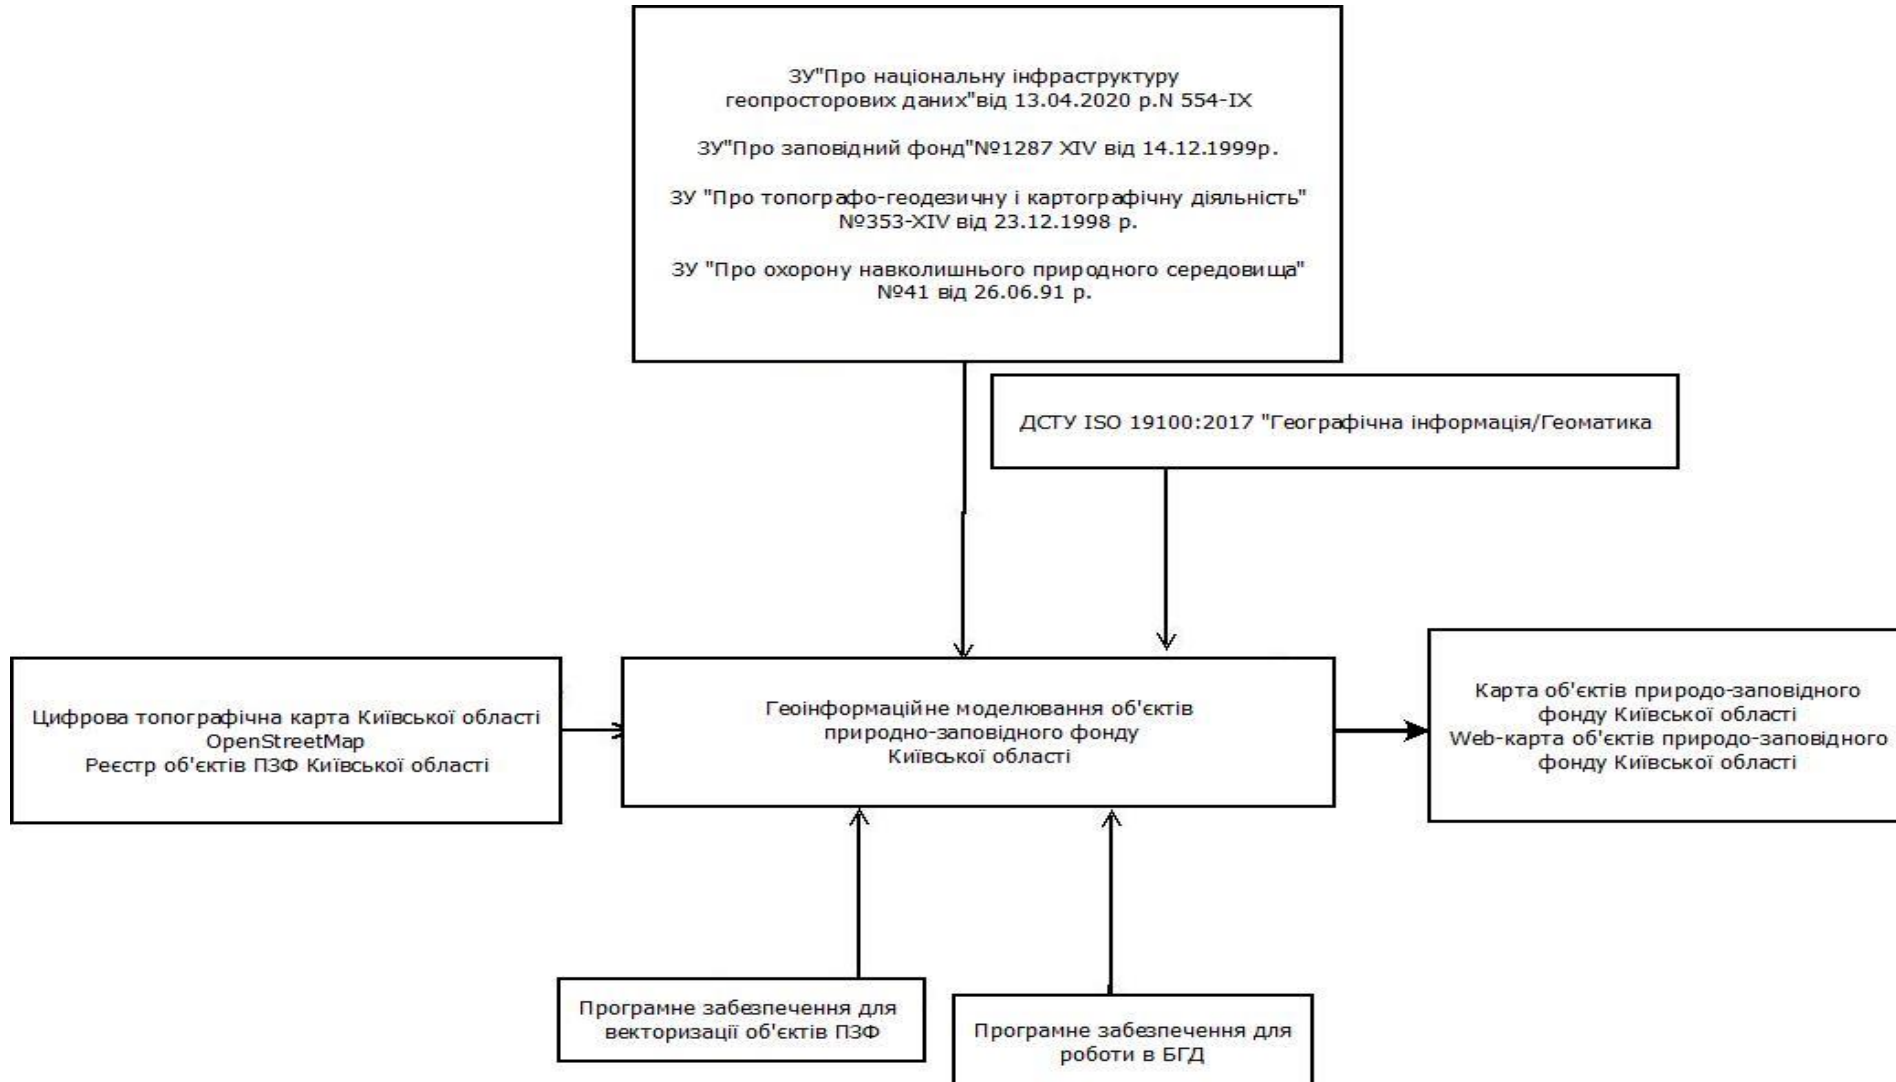 ЗУ"Про національну інфраструктуру
геопросторових даних"від 13.04.2020 р.N 554-IX
ЗУ"Про заповідний фонд"№1287 XIV від 14.12.1999р.
ЗУ "Про топографо-геодезичну і картографічну діяльність"
№353-XIV від 23.12.1998 р.
ЗУ "Про охорону навколишнього природного середовища"
№41 від 26.06.91 р.
ДСТУ ISO 19100:2017 "Географічна інформація/Геоматика
Цифрова топографічна карта Київської області
OpenStreetMap
Реєстр об'єктів ПЗФ Київської області
Геоінформаційне моделювання об'єктів
природно-заповідного фонду
Київської області
Карта об'єктів природо-заповідного
фонду Київської області
Web-карта об'єктів природо-заповідного
фонду Київської області
Програмне забезпечення для
векторизації об'єктів ПЗФ
Програмне забезпечення для
роботи в БГД